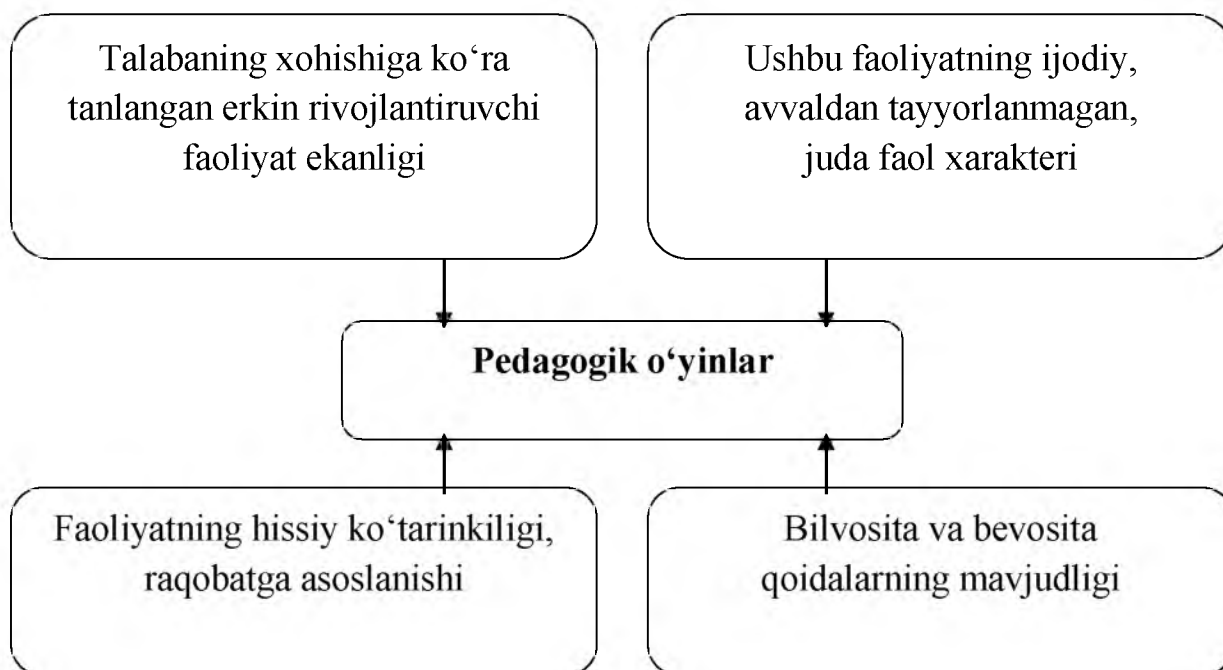 Talabaning xohishiga ko‘ra
tanlangan erkin rivojlantiruvchi
faoliyat ekanligi
Ushbu faoliyatning ijodiy,
avvaldan tayyorlanmagan,
juda faol xarakteri
Pedagogik o‘yinlar
Faoliyatning hissiy ko‘tarinkiligi,
raqobatga asoslanishi
Bilvosita va bevosita
qoidalarning mavjudligi